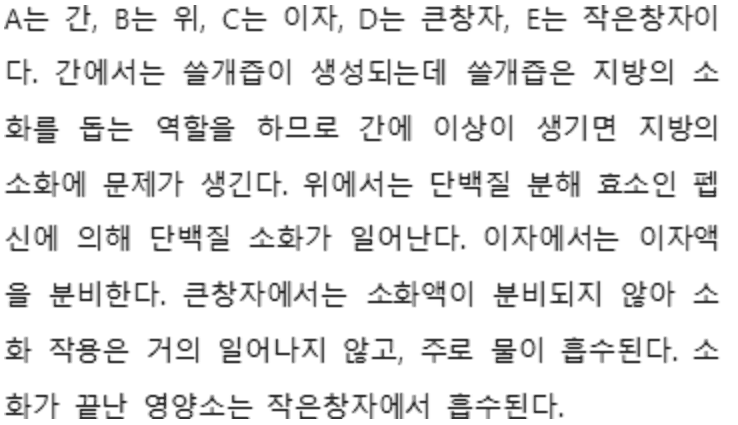 A는 간, B는 위, C는 이자, D는 큰창자, E는 작은창자이
다. 간에서는 쓸개즙이 생성되는데 쓸개즙은 지방의 소
화를 돕는 역할을 하므로 간에 이상이 생기면 지방의
소화에 문제가 생긴다. 위에서는 단백질 분해 효소인 펩
신에 의해 단백질 소화가 일어난다. 이자에서는 이자액
을 분비한다. 큰창자에서는 소화액이 분비되지 않아 소
화 작용은 거의 일어나지 않고, 주로 물이 흡수된다. 소
화가 끝난 영양소는 작은창자에서 흡수된다.